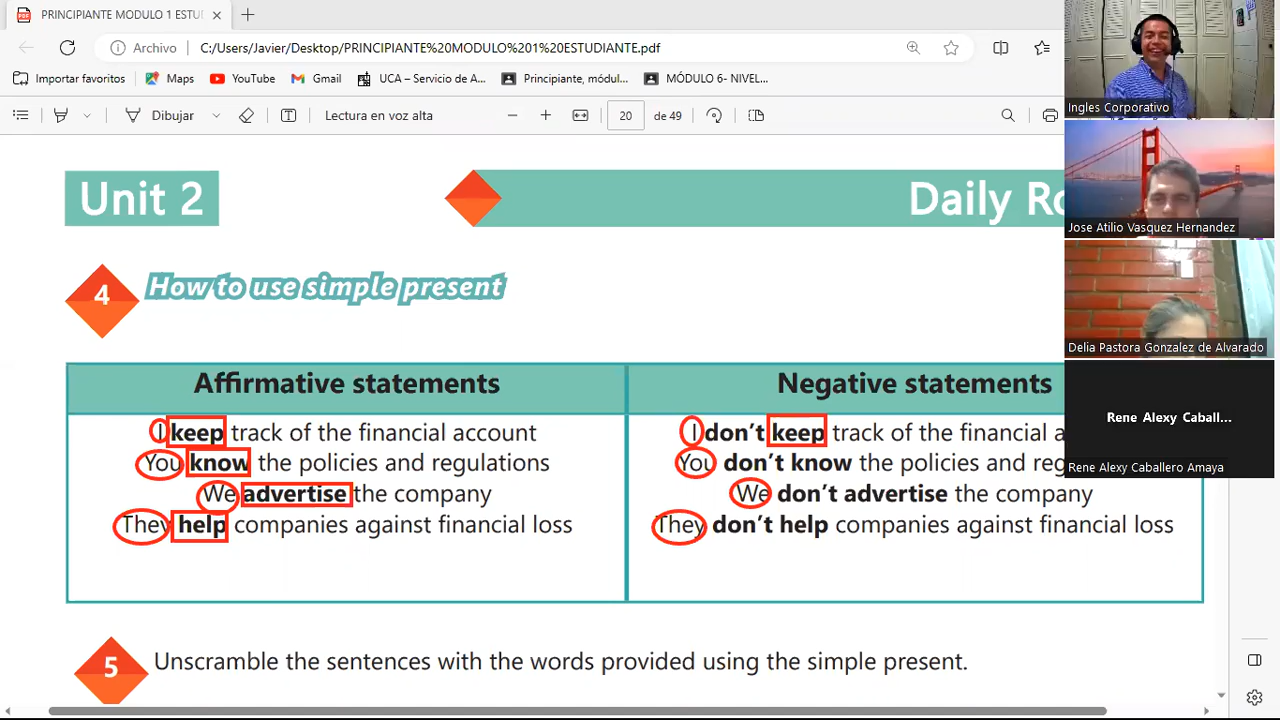 PRINCIPIANTE MODULO 1 ESTU
Archivo C:/Users/Javier/Desktop/PRINCIPIANTE%20MODULO%201%20ESTUDIANTE.pdf
Importar favoritos Maps YouTube Gmail UCA – Servicio de A... Principiante, módul... MÓDULO 6- NIVEL...
Dibujar Lectura en voz alta 20 de 49
Unit 2 Daily Ro
4 How to use simple present
Affirmative statements
I keep track of the financial account
You know the policies and regulations
We advertise the company
They help companies against financial loss
Negative statements
I don't keep track of the financial a
You don't know the policies and reg
We don't advertise the company
They don't help companies against financial loss
5 Unscramble the sentences with the words provided using the simple present.
Ingles Corporativo
Jose Atilio Vasquez Hernandez
Delia Pastora Gonzalez de Alvarado
Rene Alexy Caball...
Rene Alexy Caballero Amaya